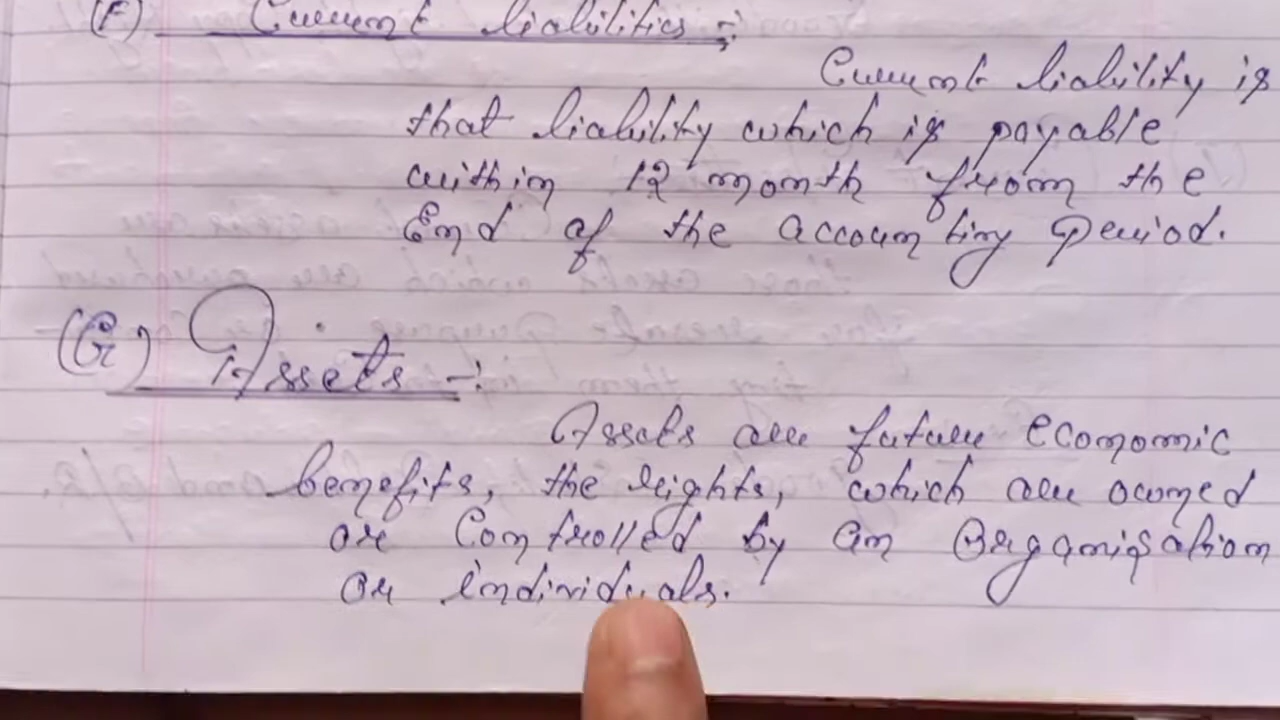 (F) Current liabilities :-
Current liability is
that liability which is payable
within 12 month from the
End of the accounting Period.
(G) Assets -:
Assets are future economic
benefits, the rights, which are owned
or Controlled by an Organisation
or individuals.